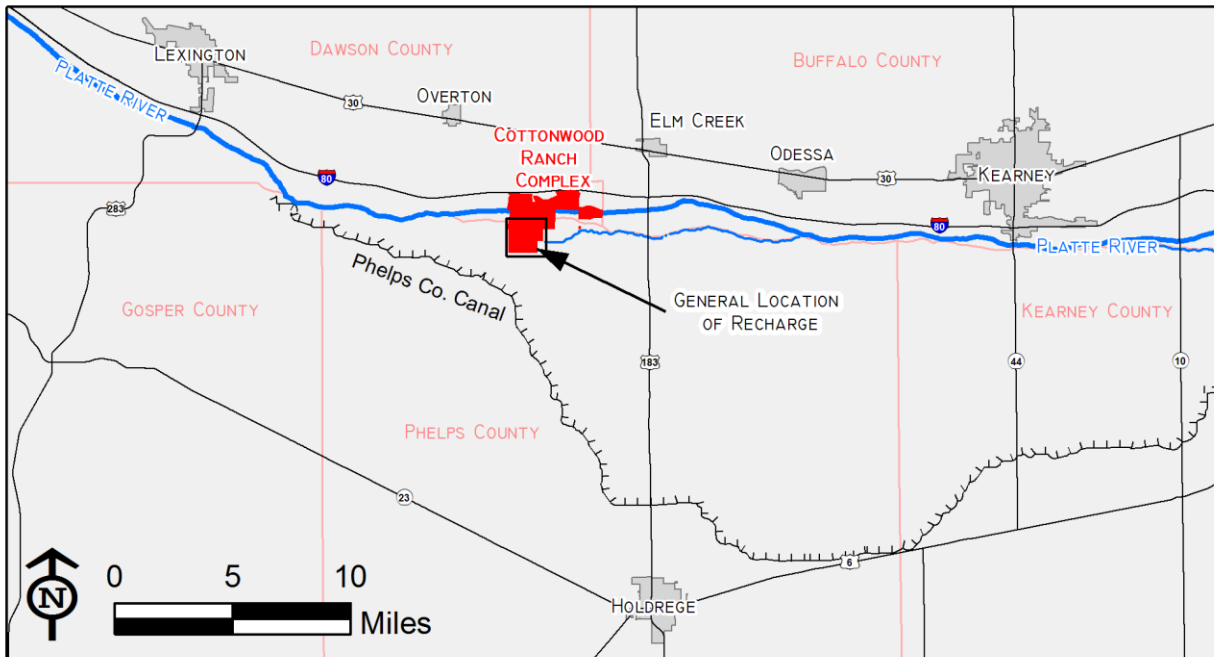 DAWSON COUNTY
LEXINGTON
BUFFALO COUNTY
PLATTE RIVER
30
OVERTON
COTTONWOOD
RANCH
COMPLEX
ELM CREEK
ODESSA
30
KEARNEY
80
283
80
PLATTE RIVER
Phelps Co. Canal
GOSPER COUNTY
GENERAL LOCATION
OF RECHARGE
KEARNEY COUNTY
183
44
10
PHELPS COUNTY
23
6
N
0 5 10
Miles
HOLDREGE